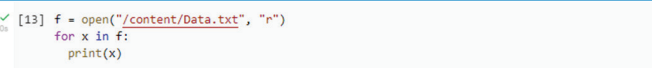 [13] f = open("/content/Data.txt", "r")
for x in f:
print(x)
0s